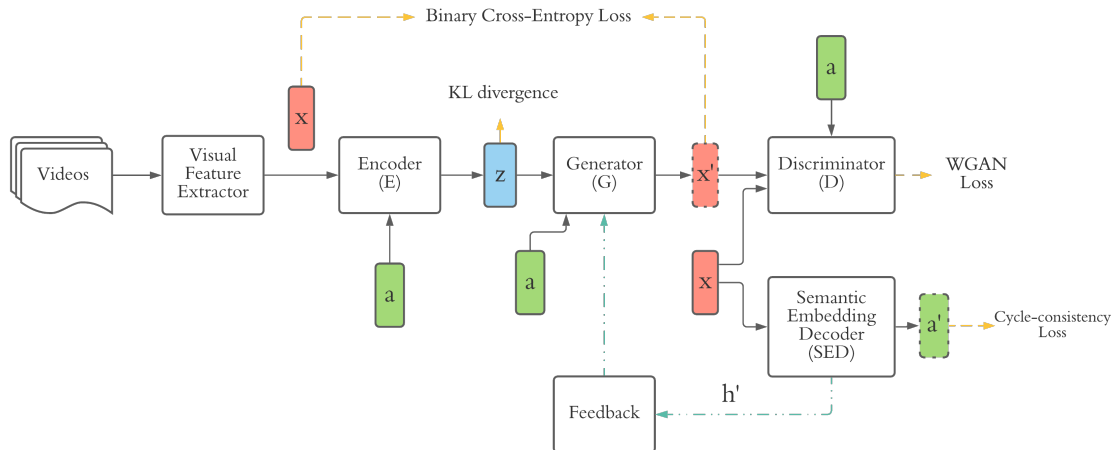 Binary Cross-Entropy Loss
a
x
KL divergence
Videos
Visual
Feature
Extractor
Encoder
(E)
z
Generator
(G)
x'
Discriminator
(D)
WGAN
Loss
a
a
x
Semantic
Embedding
Decoder
(SED)
a'
Cycle-consistency
Loss
h'
Feedback